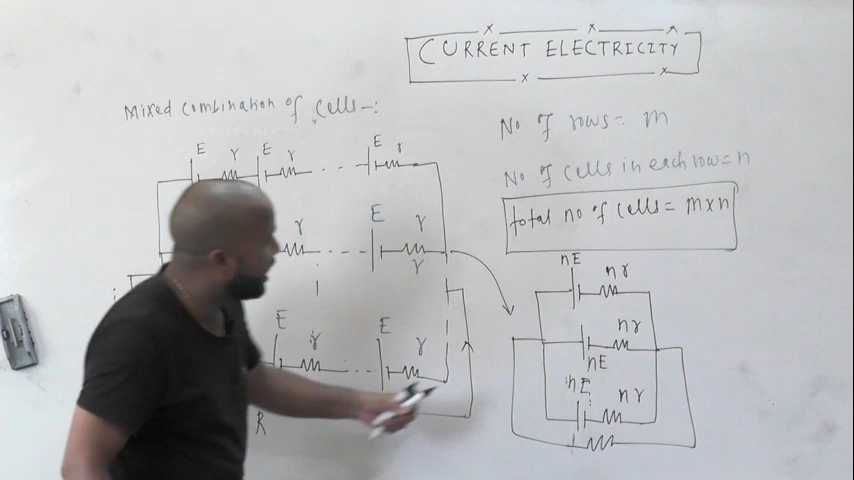 CURRENT ELECTRICITY
Mixed Combination of Cells -:
No of rows = m
No of Cells in each row = n
total no of Cells = m x n
E r E r E r
r E r
r
E r E r
R
nE nr
nr
nE
nE nr